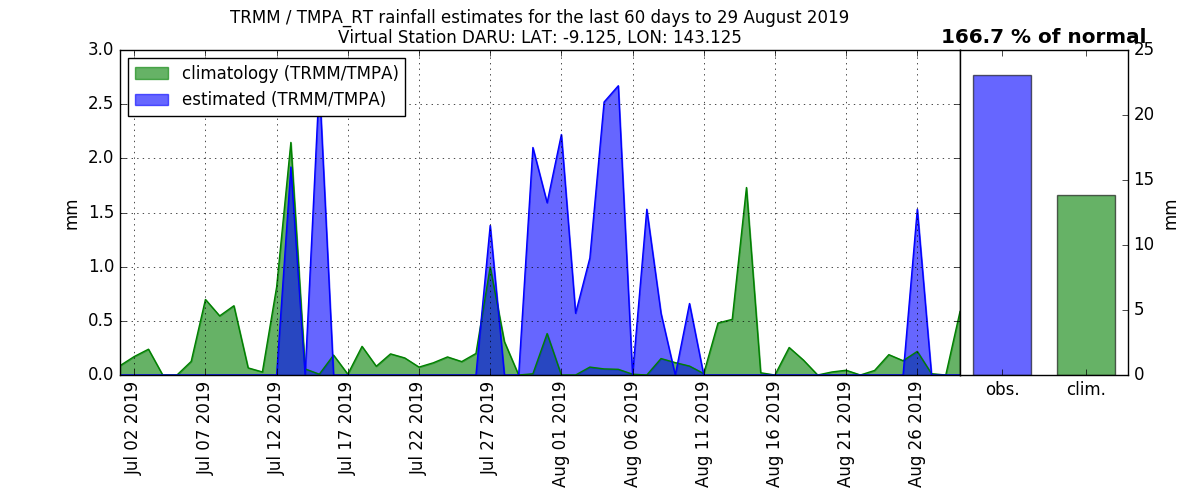 TRMM / TMPA_RT rainfall estimates for the last 60 days to 29 August 2019
Virtual Station DARU: LAT: -9.125, LON: 143.125
166.7 % of normal
climatology (TRMM/TMPA)
estimated (TRMM/TMPA)
3.0
2.5
2.0
1.5
1.0
0.5
0.0
mm
Jul 02 2019
Jul 07 2019
Jul 12 2019
Jul 17 2019
Jul 22 2019
Jul 27 2019
Aug 01 2019
Aug 06 2019
Aug 11 2019
Aug 16 2019
Aug 21 2019
Aug 26 2019
25
20
15
10
5
0
mm
obs.
clim.